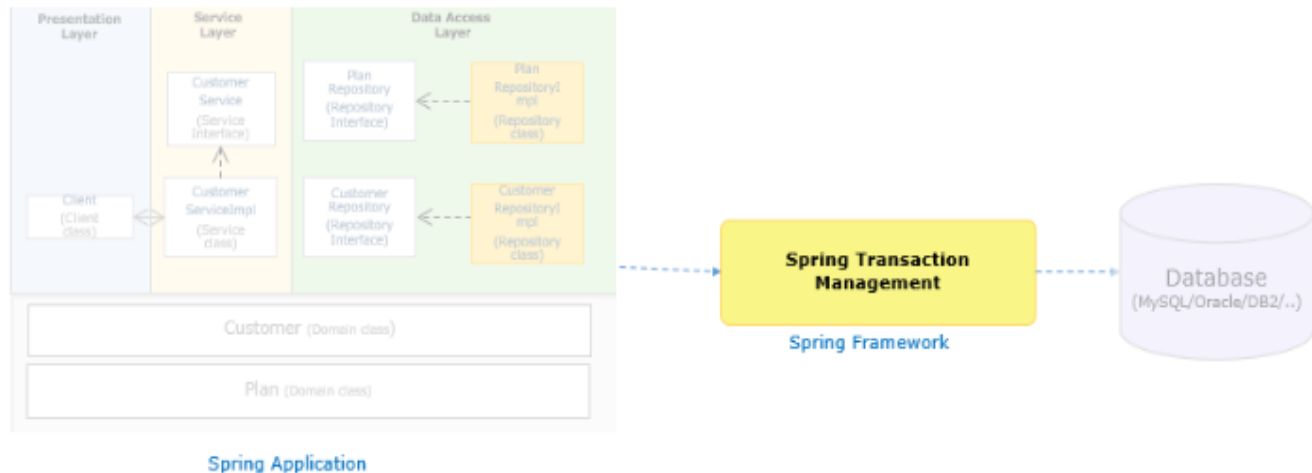 Presentation
Layer
Service
Layer
Data Access
Layer
Customer
Service
(Service
Interface)
Plan
Repository
(Repository
Interface)
Plan
RepositoryI
mpl
(Repository
class)
Client
(Client
class)
Customer
ServiceImpl
(Service
class)
Customer
Repository
(Repository
Interface)
Customer
RepositoryI
mpl
(Repository
class)
Customer (Domain class)
Plan (Domain class)
Spring Application
Spring Transaction
Management
Spring Framework
Database
(MySQL/Oracle/DB2/..)